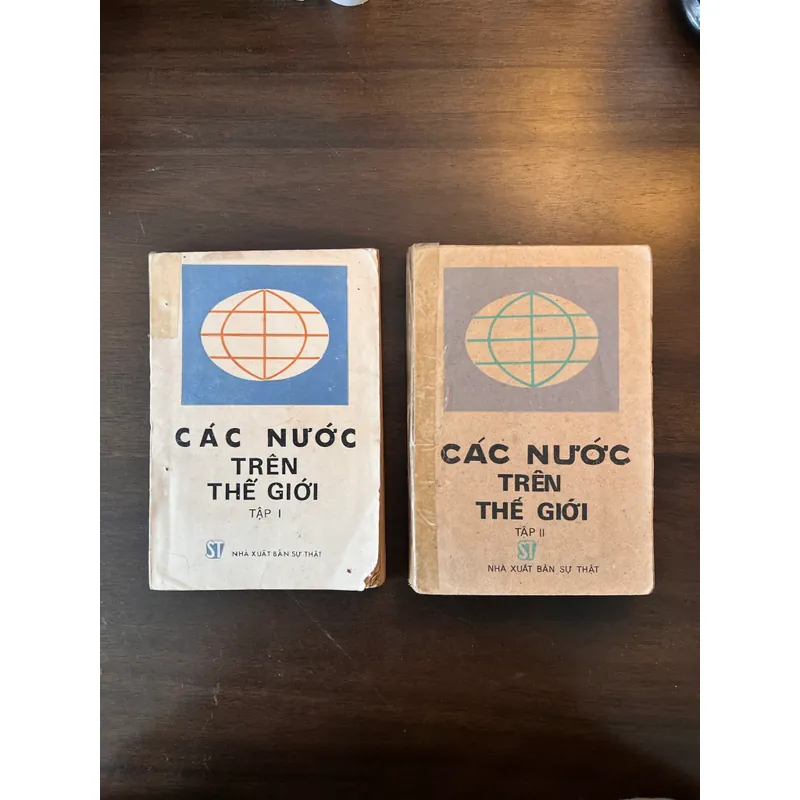 CÁC NƯỚC
TRÊN
THẾ GIỚI
TẬP I
ST NHÀ XUẤT BẢN SỰ THẬT
CÁC NƯỚC
TRÊN
THẾ GIỚI
TẬP II
ST
NHÀ XUẤT BẢN SỰ THẬT